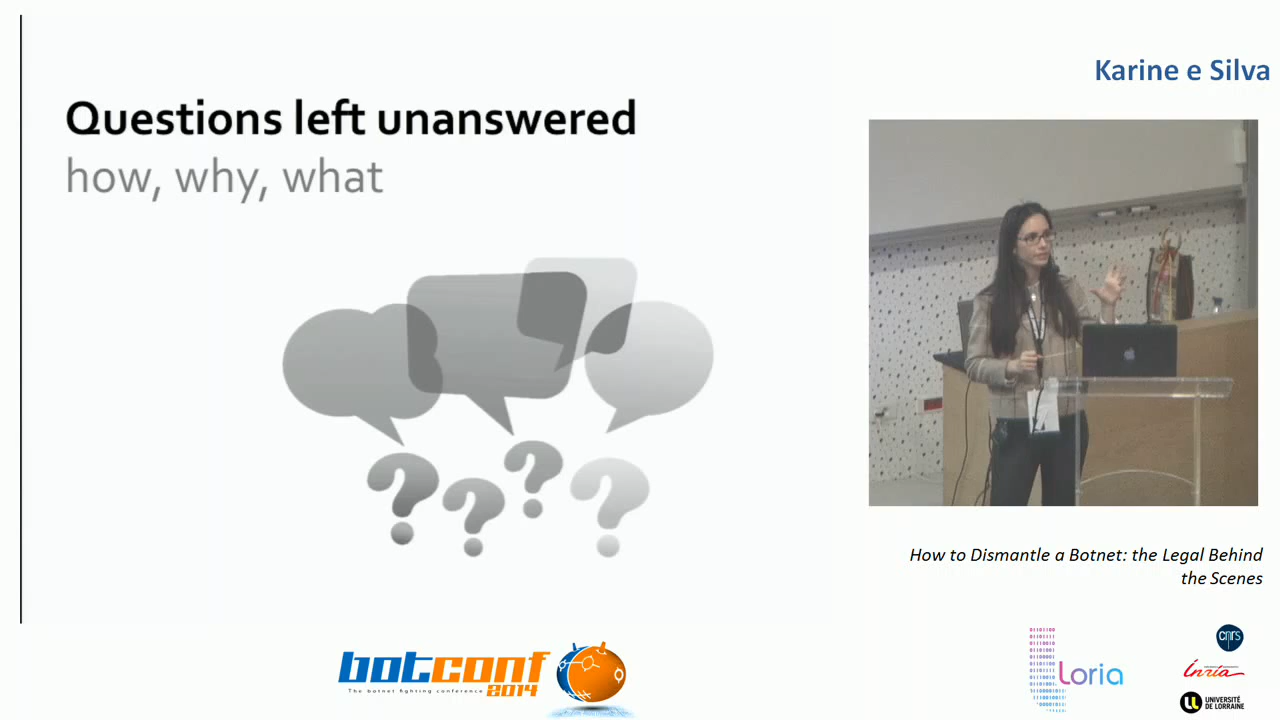 Questions left unanswered
how, why, what
Karine e Silva
How to Dismantle a Botnet: the Legal Behind
the Scenes
botconf
2014
The botnet fighting conference
Loria
cnrs
Inria
UNIVERSITÉ
DE LORRAINE